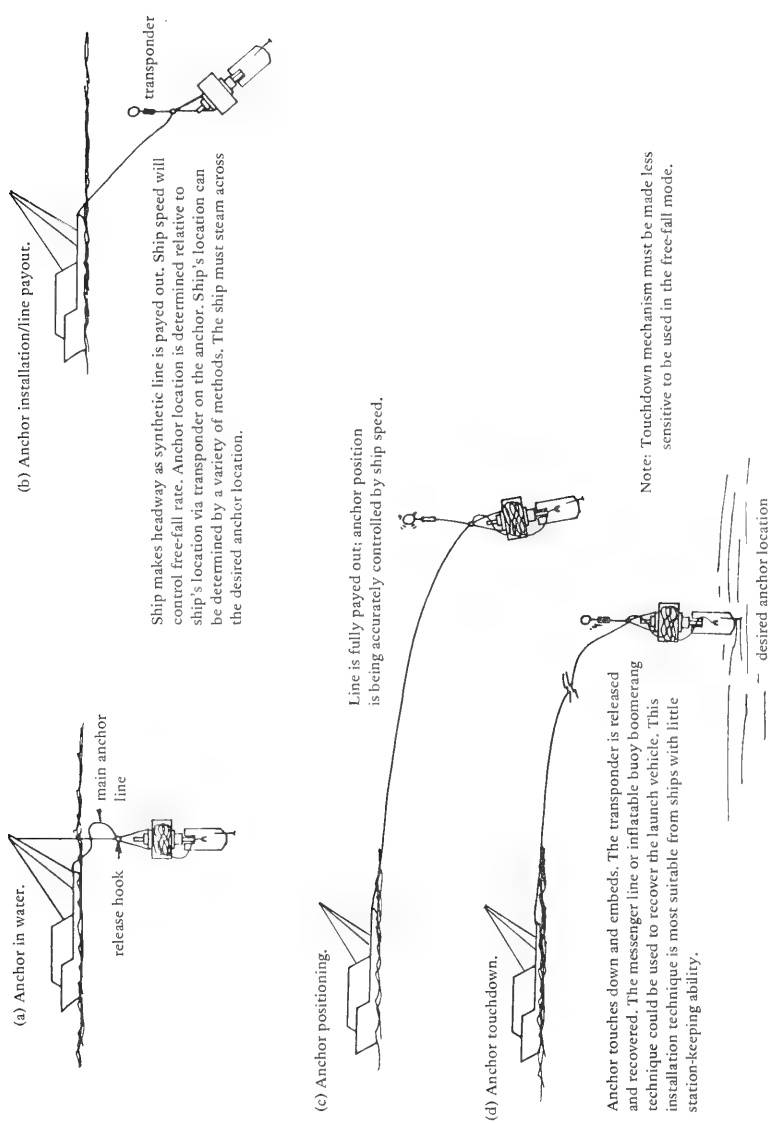 (a) Anchor in water.
release hook
main anchor
line
(b) Anchor installation/line payout.
transponder
Ship makes headway as synthetic line is payed out. Ship speed will
control free-fall rate. Anchor location is determined relative to
ship's location via transponder on the anchor. Ship's location can
be determined by a variety of methods. The ship must steam across
the desired anchor location.
(c) Anchor positioning.
Line is fully payed out; anchor position
is being accurately controlled by ship speed.
(d) Anchor touchdown.
Anchor touches down and embeds. The transponder is released
and recovered. The messenger line or inflatable buoy boomerang
technique could be used to recover the launch vehicle. This
installation technique is most suitable from ships with little
station-keeping ability.
desired anchor location
Note: Touchdown mechanism must be made less
sensitive to be used in the free-fall mode.